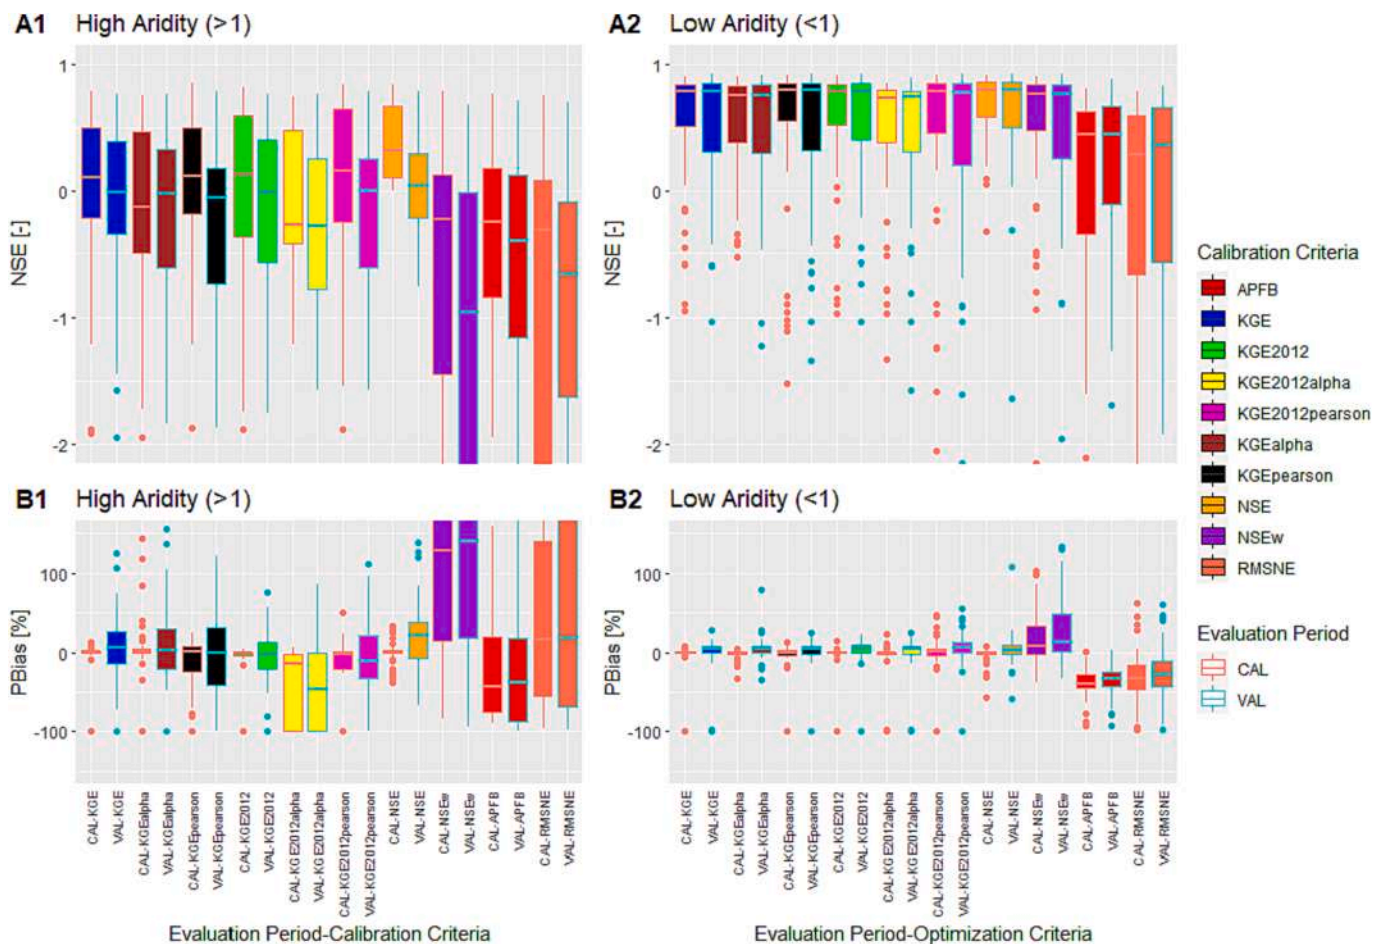 A1 High Aridity (>1)
A2 Low Aridity (<1)
NSE [-]
1
0
-1
-2
NSE [-]
1
0
-1
-2
B1 High Aridity (>1)
B2 Low Aridity (<1)
PBias [%]
100
0
-100
PBias [%]
100
0
-100
CAL-KGE
VAL-KGE
CAL-KGEalpha
VAL-KGEalpha
CAL-KGEpearson
VAL-KGEpearson
CAL-KGE2012
VAL-KGE2012
CAL-KGE2012alpha
VAL-KGE2012alpha
CAL-KGE2012pearson
VAL-KGE2012pearson
CAL-NSE
VAL-NSE
CAL-NSEw
VAL-NSEw
CAL-APFB
VAL-APFB
CAL-RMSNE
VAL-RMSNE
Evaluation Period-Calibration Criteria
CAL-KGE
VAL-KGE
CAL-KGEalpha
VAL-KGEalpha
CAL-KGEpearson
VAL-KGEpearson
CAL-KGE2012
VAL-KGE2012
CAL-KGE2012alpha
VAL-KGE2012alpha
CAL-KGE2012pearson
VAL-KGE2012pearson
CAL-NSE
VAL-NSE
CAL-NSEw
VAL-NSEw
CAL-APFB
VAL-APFB
CAL-RMSNE
VAL-RMSNE
Evaluation Period-Optimization Criteria
Calibration Criteria
APFB
KGE
KGE2012
KGE2012alpha
KGE2012pearson
KGEalpha
KGEpearson
NSE
NSEw
RMSNE
Evaluation Period
CAL
VAL